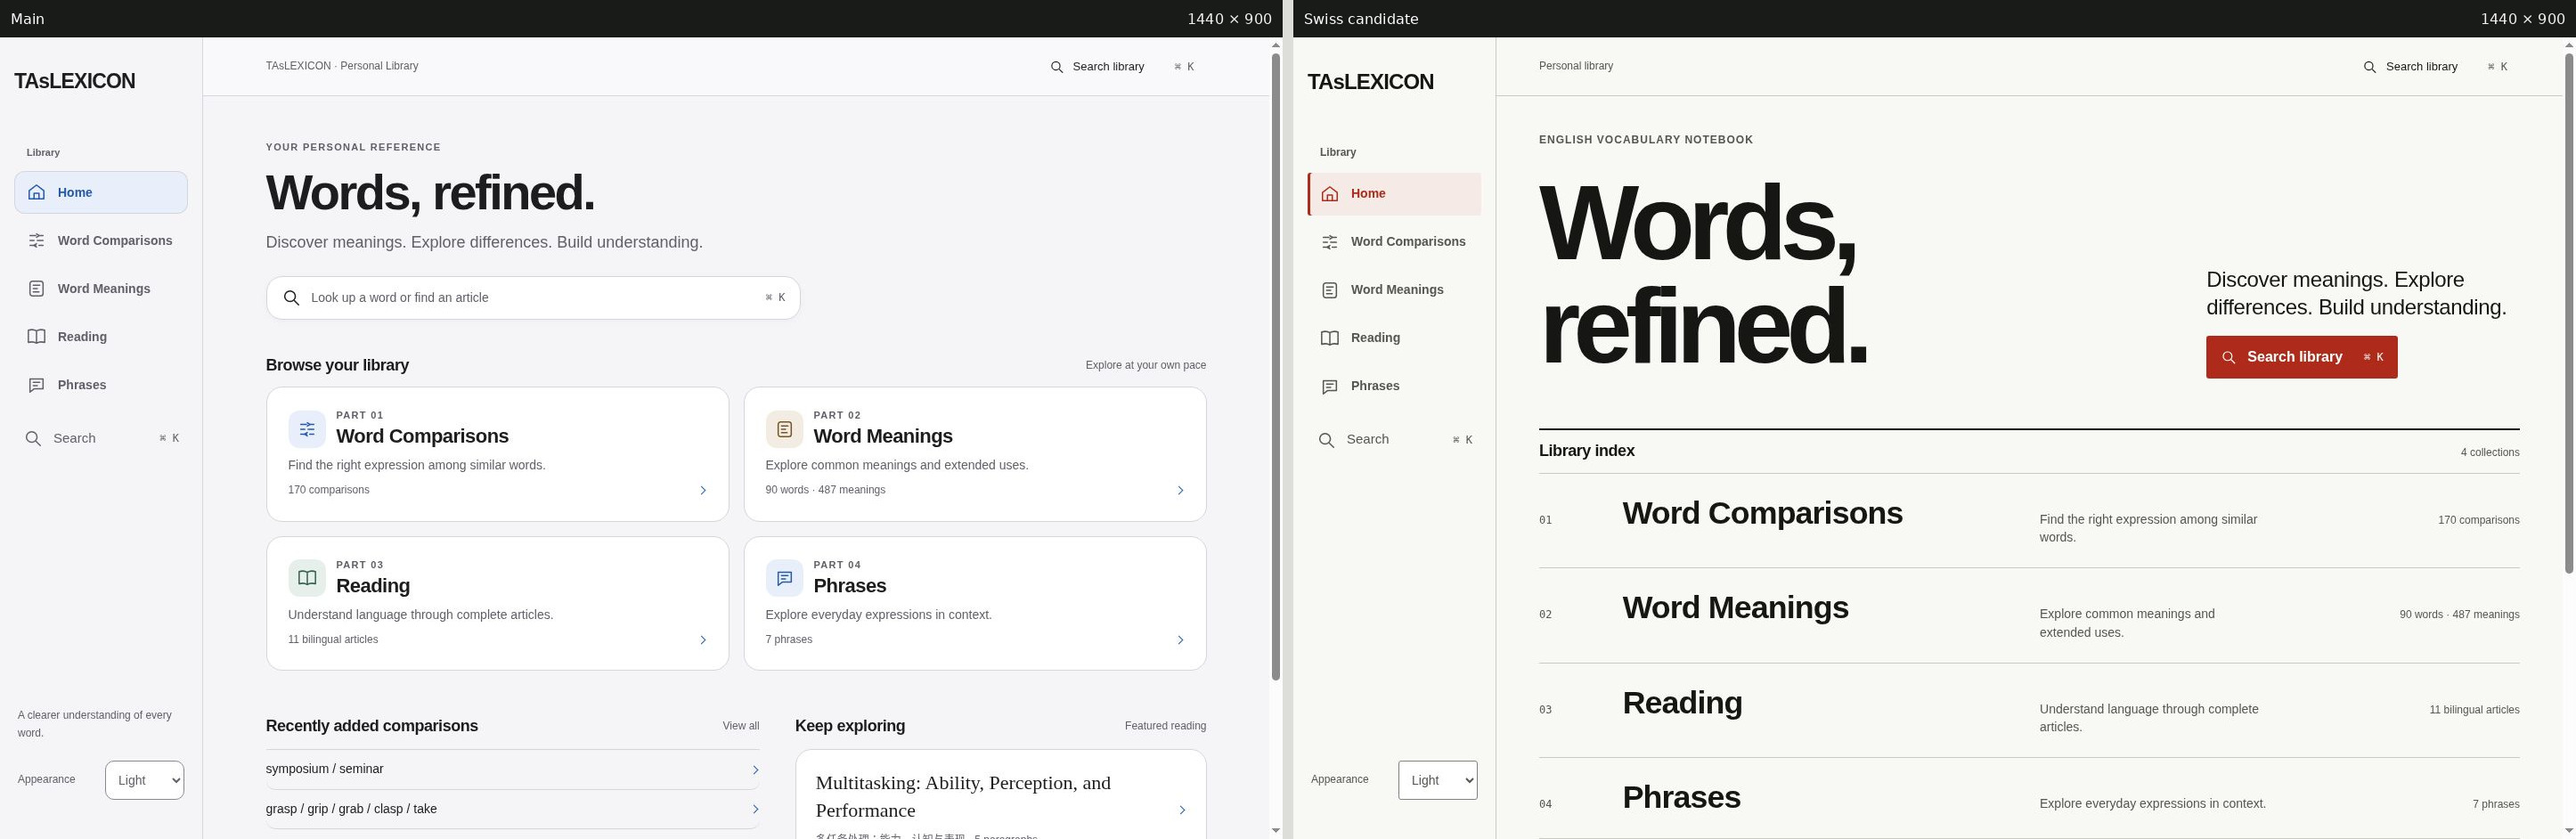 Main
1440 × 900
TAsLEXICON
Library
Home
Word Comparisons
Word Meanings
Reading
Phrases
Search
⌘ K
A clearer understanding of every
word.
Appearance
Light
TAsLEXICON · Personal Library
Search library
⌘ K
YOUR PERSONAL REFERENCE
Words, refined.
Discover meanings. Explore differences. Build understanding.
Look up a word or find an article
⌘ K
Browse your library
Explore at your own pace
PART 01
Word Comparisons
Find the right expression among similar words.
170 comparisons
PART 02
Word Meanings
Explore common meanings and extended uses.
90 words · 487 meanings
PART 03
Reading
Understand language through complete articles.
11 bilingual articles
PART 04
Phrases
Explore everyday expressions in context.
7 phrases
Recently added comparisons
View all
symposium / seminar
grasp / grip / grab / clasp / take
Keep exploring
Featured reading
Multitasking: Ability, Perception, and
Performance
Swiss candidate
1440 × 900
TAsLEXICON
Library
Home
Word Comparisons
Word Meanings
Reading
Phrases
Search
⌘ K
Appearance
Light
Personal library
Search library
⌘ K
ENGLISH VOCABULARY NOTEBOOK
Words,
refined.
Discover meanings. Explore
differences. Build understanding.
Search library
⌘ K
Library index
4 collections
01
Word Comparisons
Find the right expression among similar
words.
170 comparisons
02
Word Meanings
Explore common meanings and
extended uses.
90 words · 487 meanings
03
Reading
Understand language through complete
articles.
11 bilingual articles
04
Phrases
Explore everyday expressions in context.
7 phrases